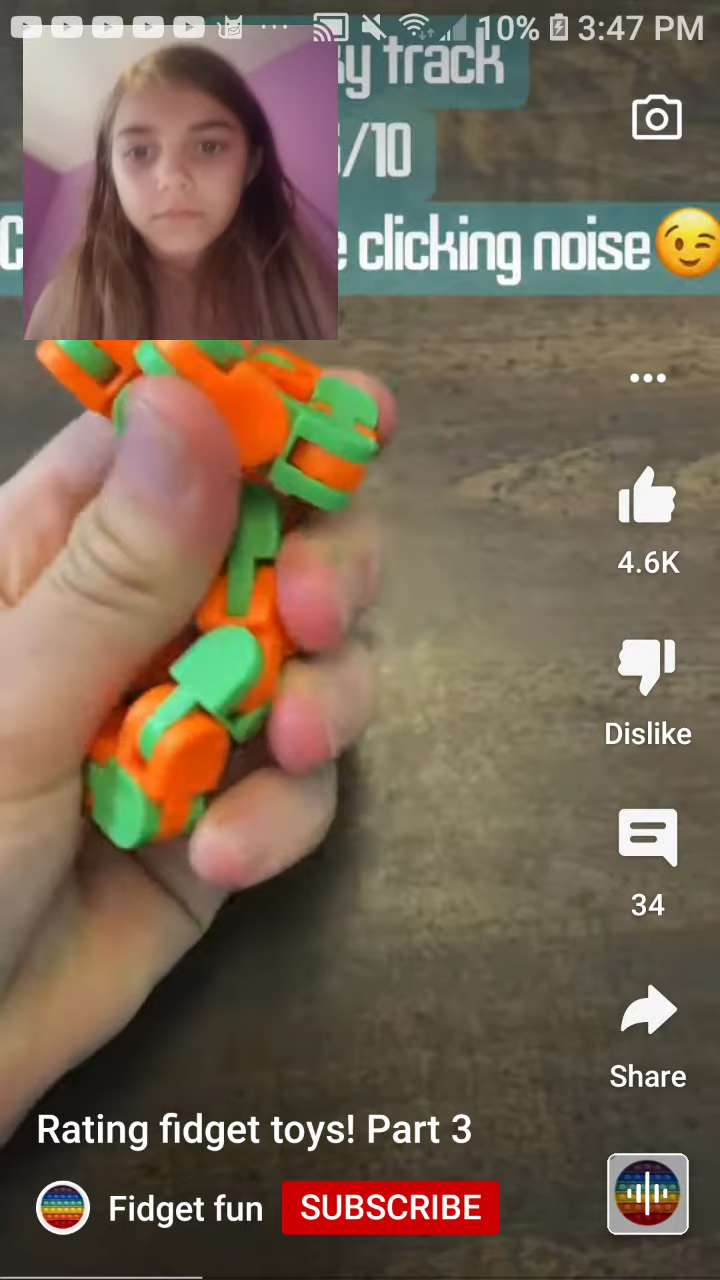 10% 3:47 PM
track
/10
clicking noise😉
4.6K
Dislike
34
Share
Rating fidget toys! Part 3
Fidget fun SUBSCRIBE